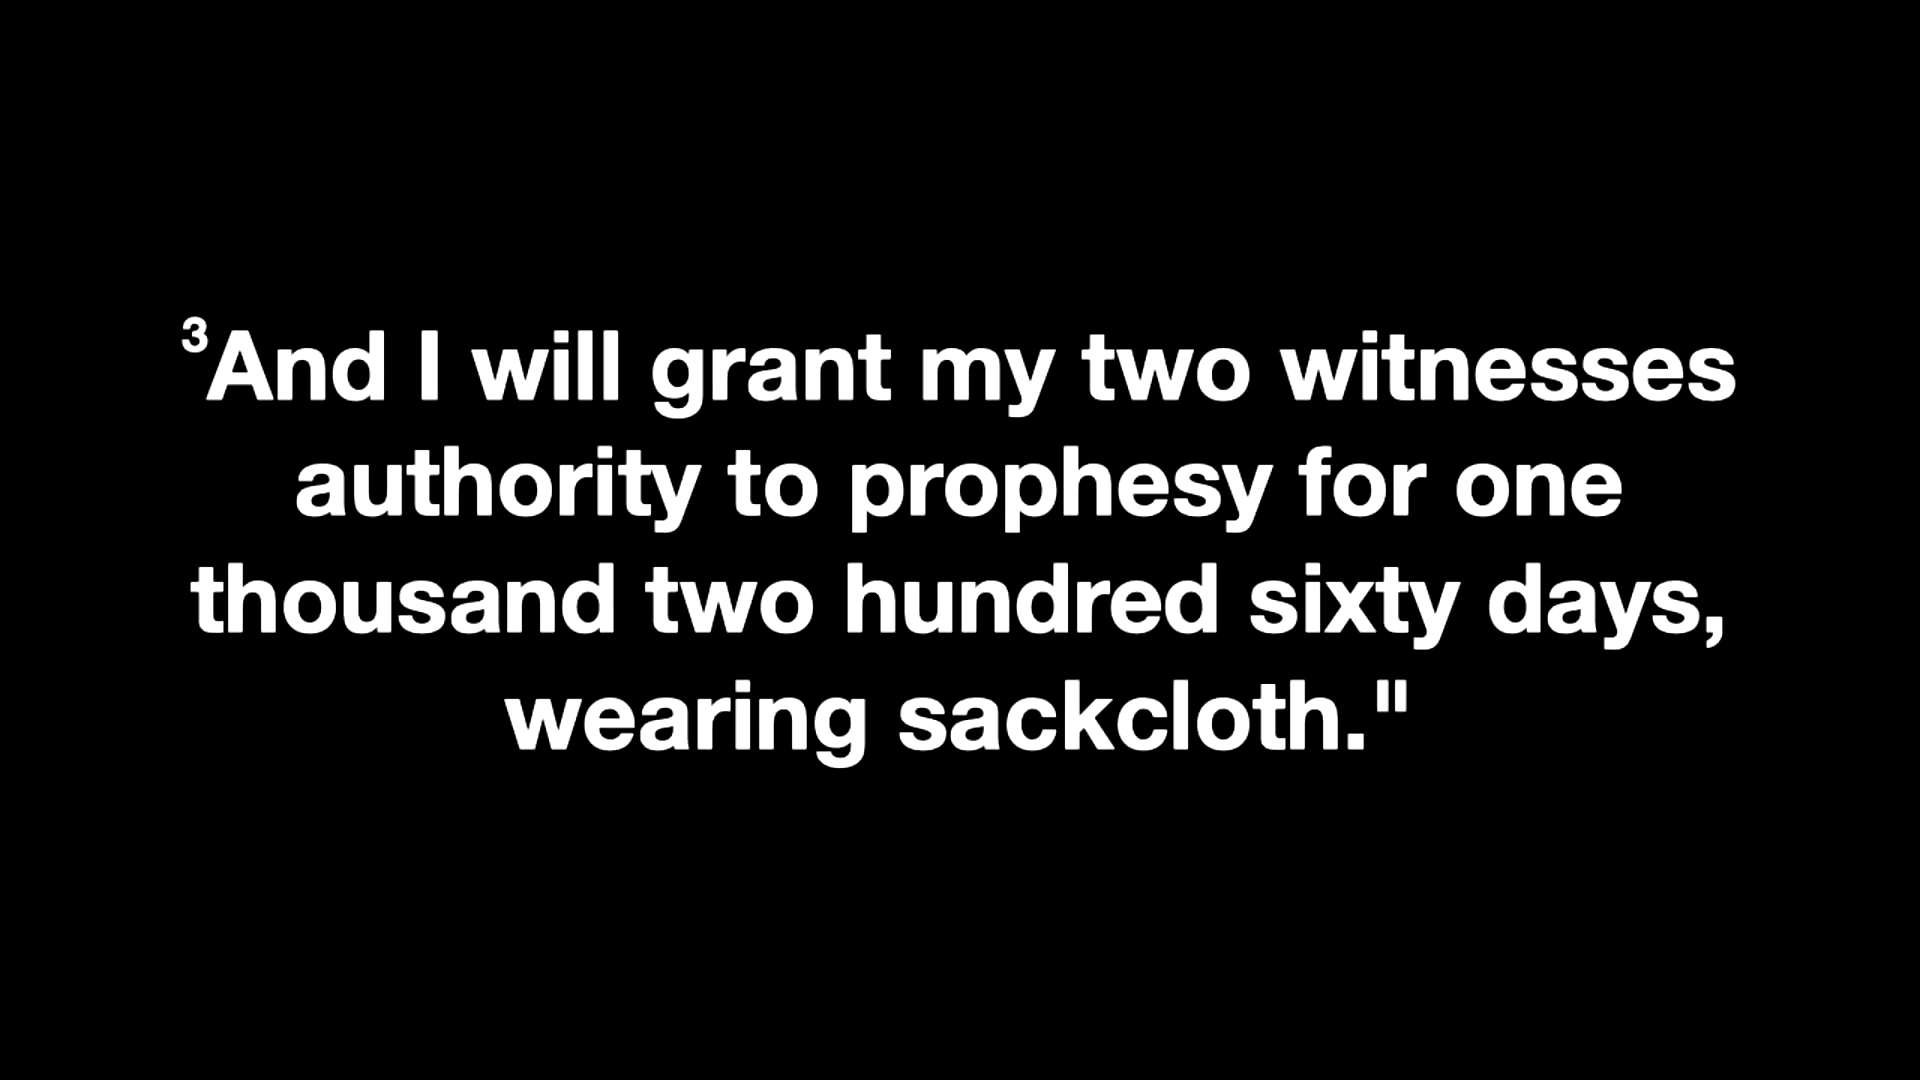 ³And I will grant my two witnesses
authority to prophesy for one
thousand two hundred sixty days,
wearing sackcloth."